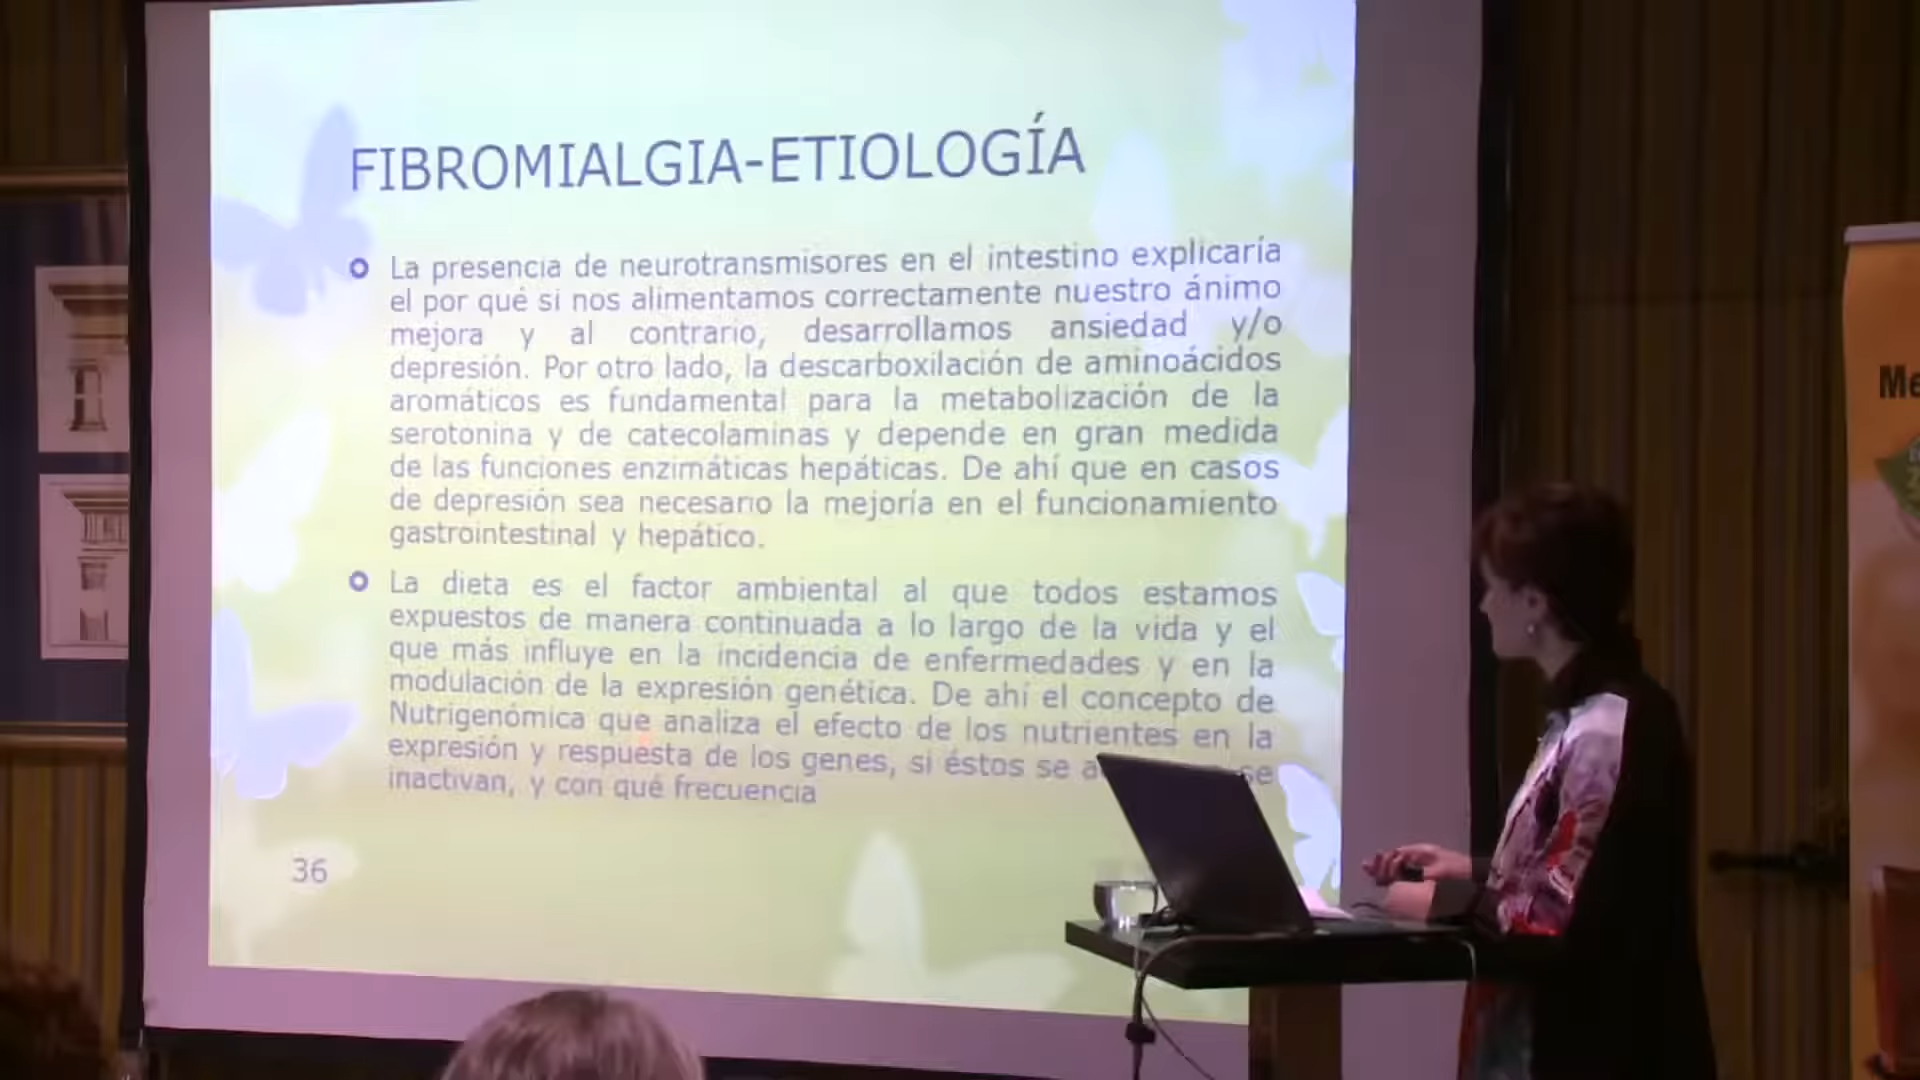 FIBROMIALGIA-ETIOLOGÍA
La presencia de neurotransmisores en el intestino explicaría
el por qué si nos alimentamos correctamente nuestro ánimo
mejora y al contrario, desarrollamos ansiedad y/o
depresión. Por otro lado, la descarboxilación de aminoácidos
aromáticos es fundamental para la metabolización de la
serotonina y de catecolaminas y depende en gran medida
de las funciones enzimáticas hepáticas. De ahí que en casos
de depresión sea necesario la mejoría en el funcionamiento
gastrointestinal y hepático.
La dieta es el factor ambiental al que todos estamos
expuestos de manera continuada a lo largo de la vida y el
que más influye en la incidencia de enfermedades y en la
modulación de la expresión genética. De ahí el concepto de
Nutrigenómica que analiza el efecto de los nutrientes en la
expresión y respuesta de los genes, si éstos se se
inactivan, y con qué frecuencia
36